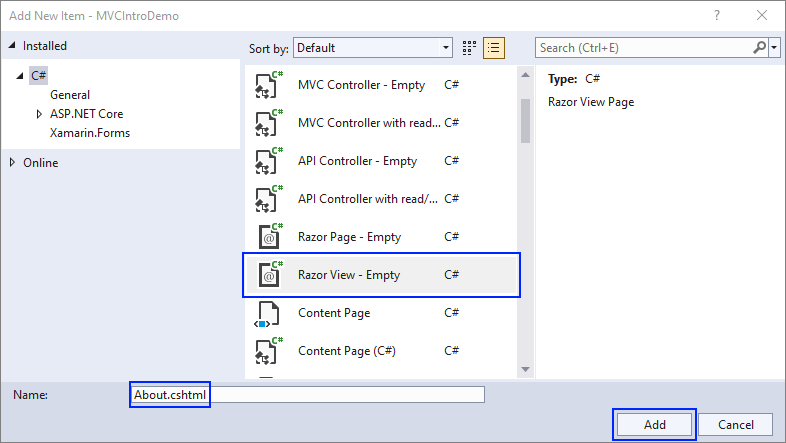 Add New Item - MVCIntroDemo
? ×
Installed
Sort by: Default
Search (Ctrl+E)
C#
General
ASP.NET Core
Xamarin.Forms
Online
C# MVC Controller - Empty C#
C# MVC Controller with read... C#
C# API Controller - Empty C#
C# API Controller with read/... C#
C# @ Razor Page - Empty C#
C# @ Razor View - Empty C#
Content Page C#
C# Content Page (C#) C#
Type: C#
Razor View Page
Name: About.cshtml
Add Cancel